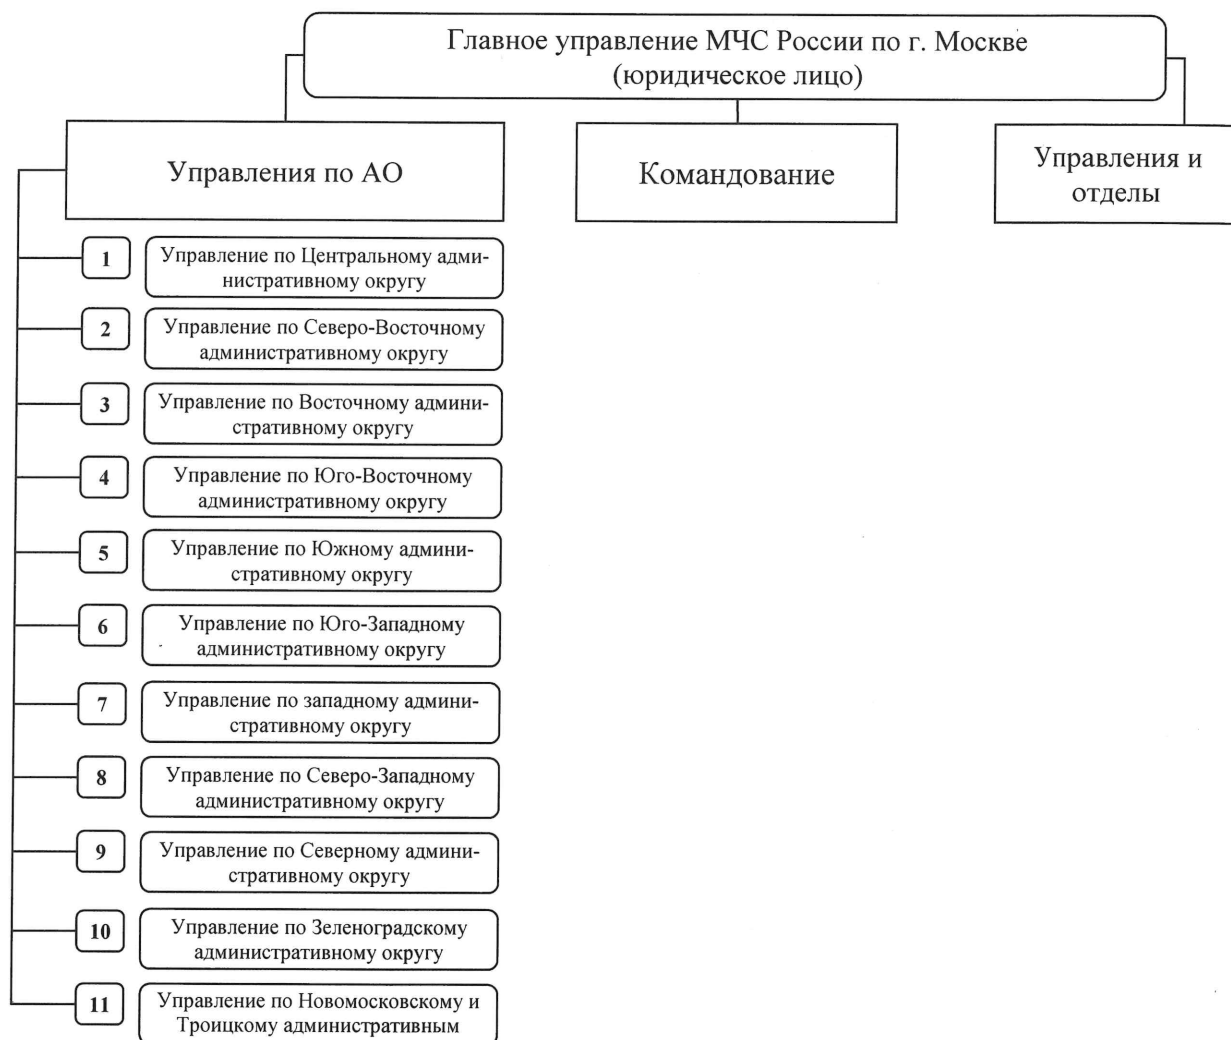 Главное управление МЧС России по г. Москве
(юридическое лицо)
Управления по АО
Командование
Управления и
отделы
1
Управление по Центральному адми-
нистративному округу
2
Управление по Северо-Восточному
административному округу
3
Управление по Восточному админи-
стративному округу
4
Управление по Юго-Восточному
административному округу
5
Управление по Южному админи-
стративному округу
6
Управление по Юго-Западному
административному округу
7
Управление по западному админи-
стративному округу
8
Управление по Северо-Западному
административному округу
9
Управление по Северному админи-
стративному округу
10
Управление по Зеленоградскому
административному округу
11
Управление по Новомосковскому и
Троицкому административным